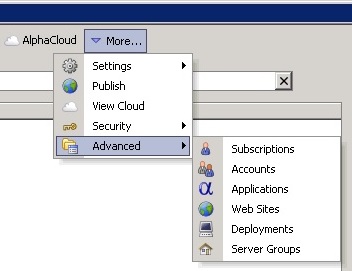 AlphaCloud More...
Settings
Publish
View Cloud
Security
Advanced
Subscriptions
Accounts
Applications
Web Sites
Deployments
Server Groups